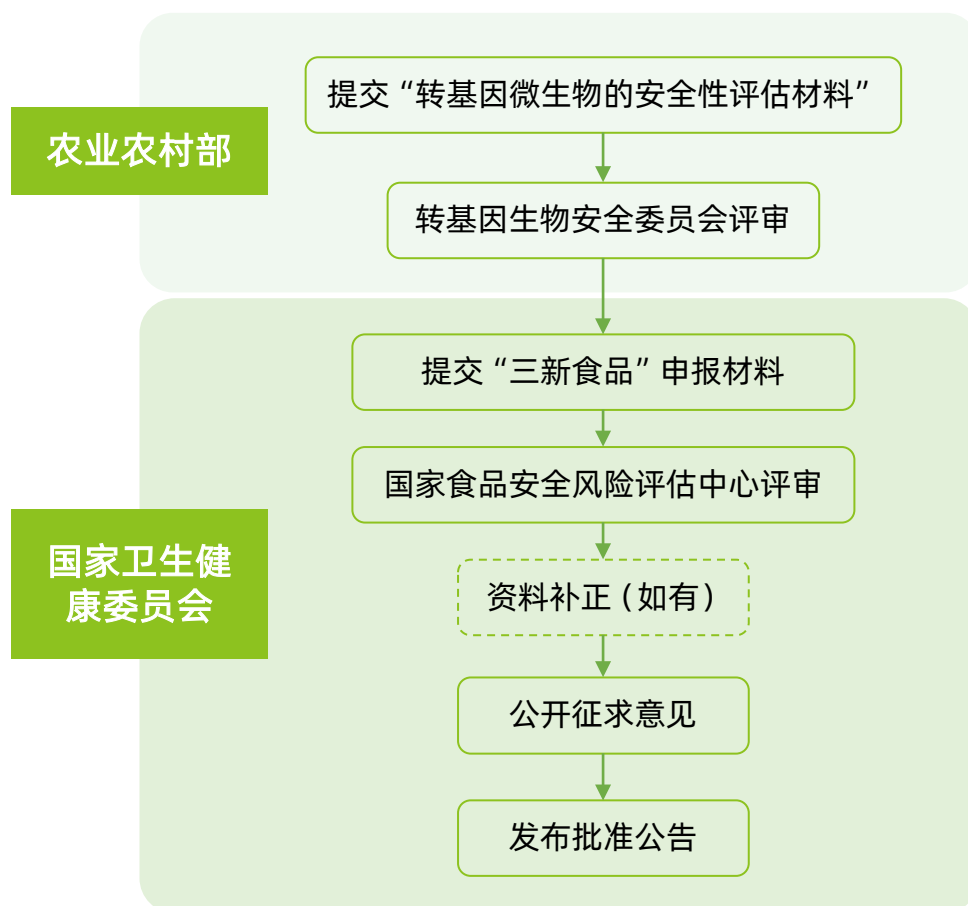 提交“转基因微生物的安全性评估材料”
农业农村部
转基因生物安全委员会评审
提交“三新食品”申报材料
国家食品安全风险评估中心评审
国家卫生健
康委员会
资料补正（如有）
公开征求意见
发布批准公告